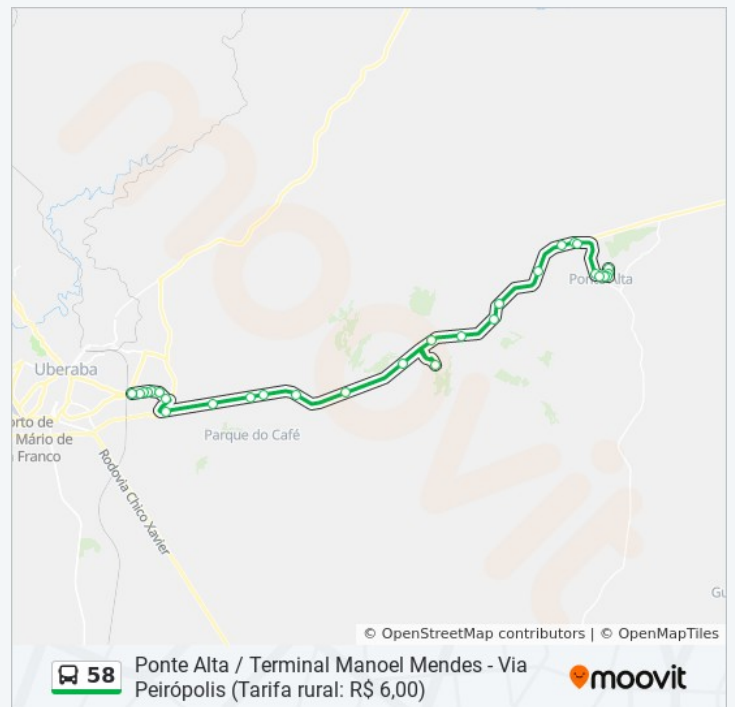 moovit
Ponte Alta
Uberaba
orto de
Mário de
Franco
Parque do Café
Rodovia Chico Xavier
Gu
© OpenStreetMap contributors | © OpenMapTiles
58
Ponte Alta / Terminal Manoel Mendes - Via
Peirópolis (Tarifa rural: R$ 6,00)
moovit